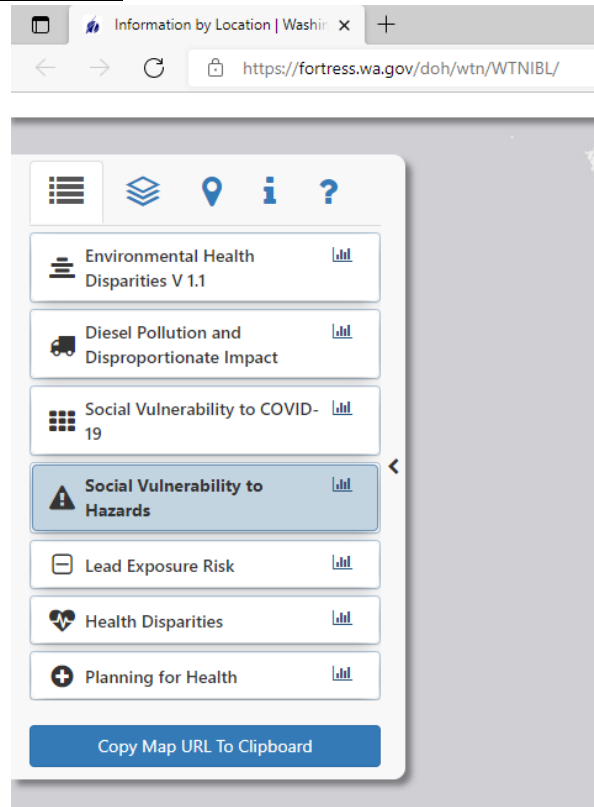 Information by Location | Washin
https://fortress.wa.gov/doh/wtn/WTNIBL/
Environmental Health
Disparities V 1.1
Diesel Pollution and
Disproportionate Impact
Social Vulnerability to COVID-
19
Social Vulnerability to
Hazards
Lead Exposure Risk
Health Disparities
Planning for Health
Copy Map URL To Clipboard